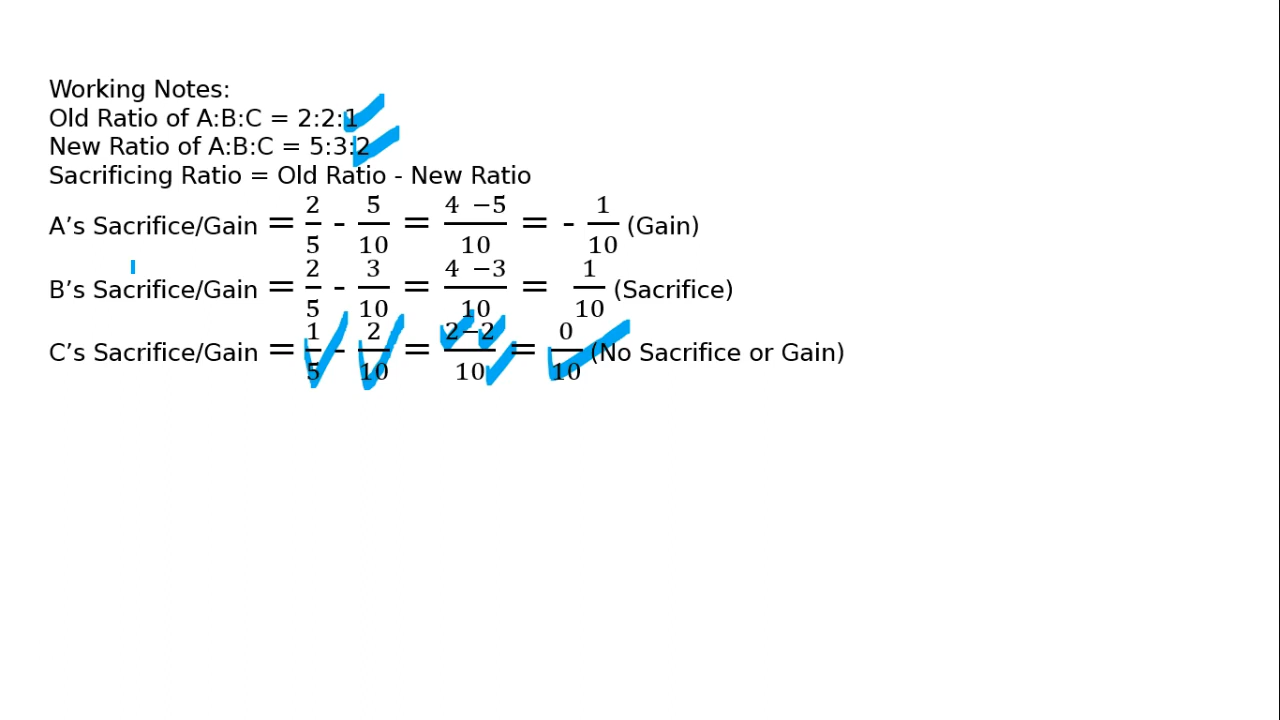 Working Notes:
Old Ratio of A:B:C = 2:2:1
New Ratio of A:B:C = 5:3:2
Sacrificing Ratio = Old Ratio - New Ratio
A’s Sacrifice/Gain = 2/5 - 5/10 = 4 −5/10 = - 1/10 (Gain)
B’s Sacrifice/Gain = 2/5 - 3/10 = 4 −3/10 = 1/10 (Sacrifice)
C’s Sacrifice/Gain = 1/5 - 2/10 = 2−2/10 = 0/10 (No Sacrifice or Gain)